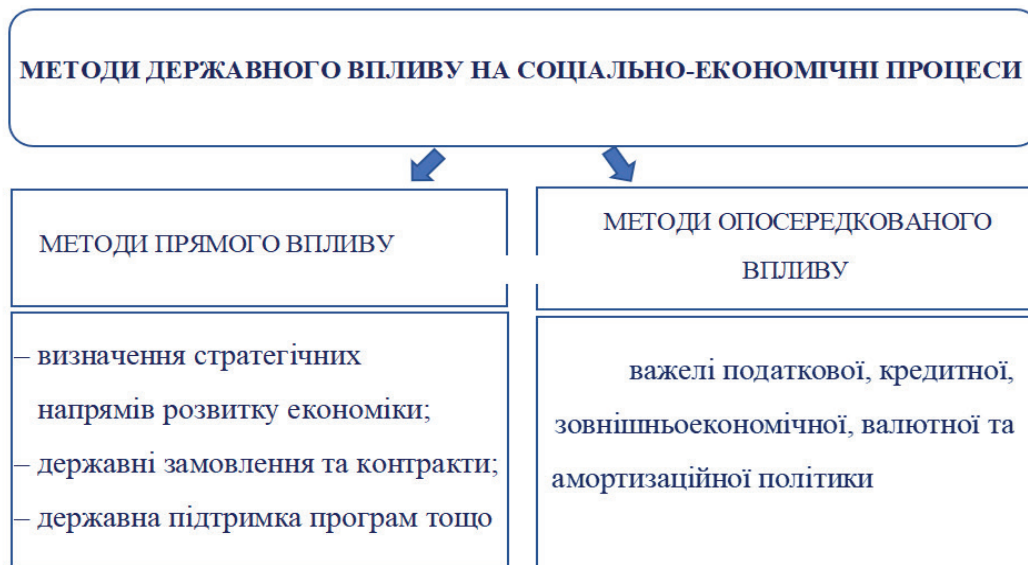 МЕТОДИ ДЕРЖАВНОГО ВПЛИВУ НА СОЦІАЛЬНО-ЕКОНОМІЧНІ ПРОЦЕСИ
МЕТОДИ ПРЯМОГО ВПЛИВУ
– визначення стратегічних
напрямів розвитку економіки;
– державні замовлення та контракти;
– державна підтримка програм тощо
МЕТОДИ ОПОСЕРЕДКОВАНОГО
ВПЛИВУ
важелі податкової, кредитної,
зовнішньоекономічної, валютної та
амортизаційної політики